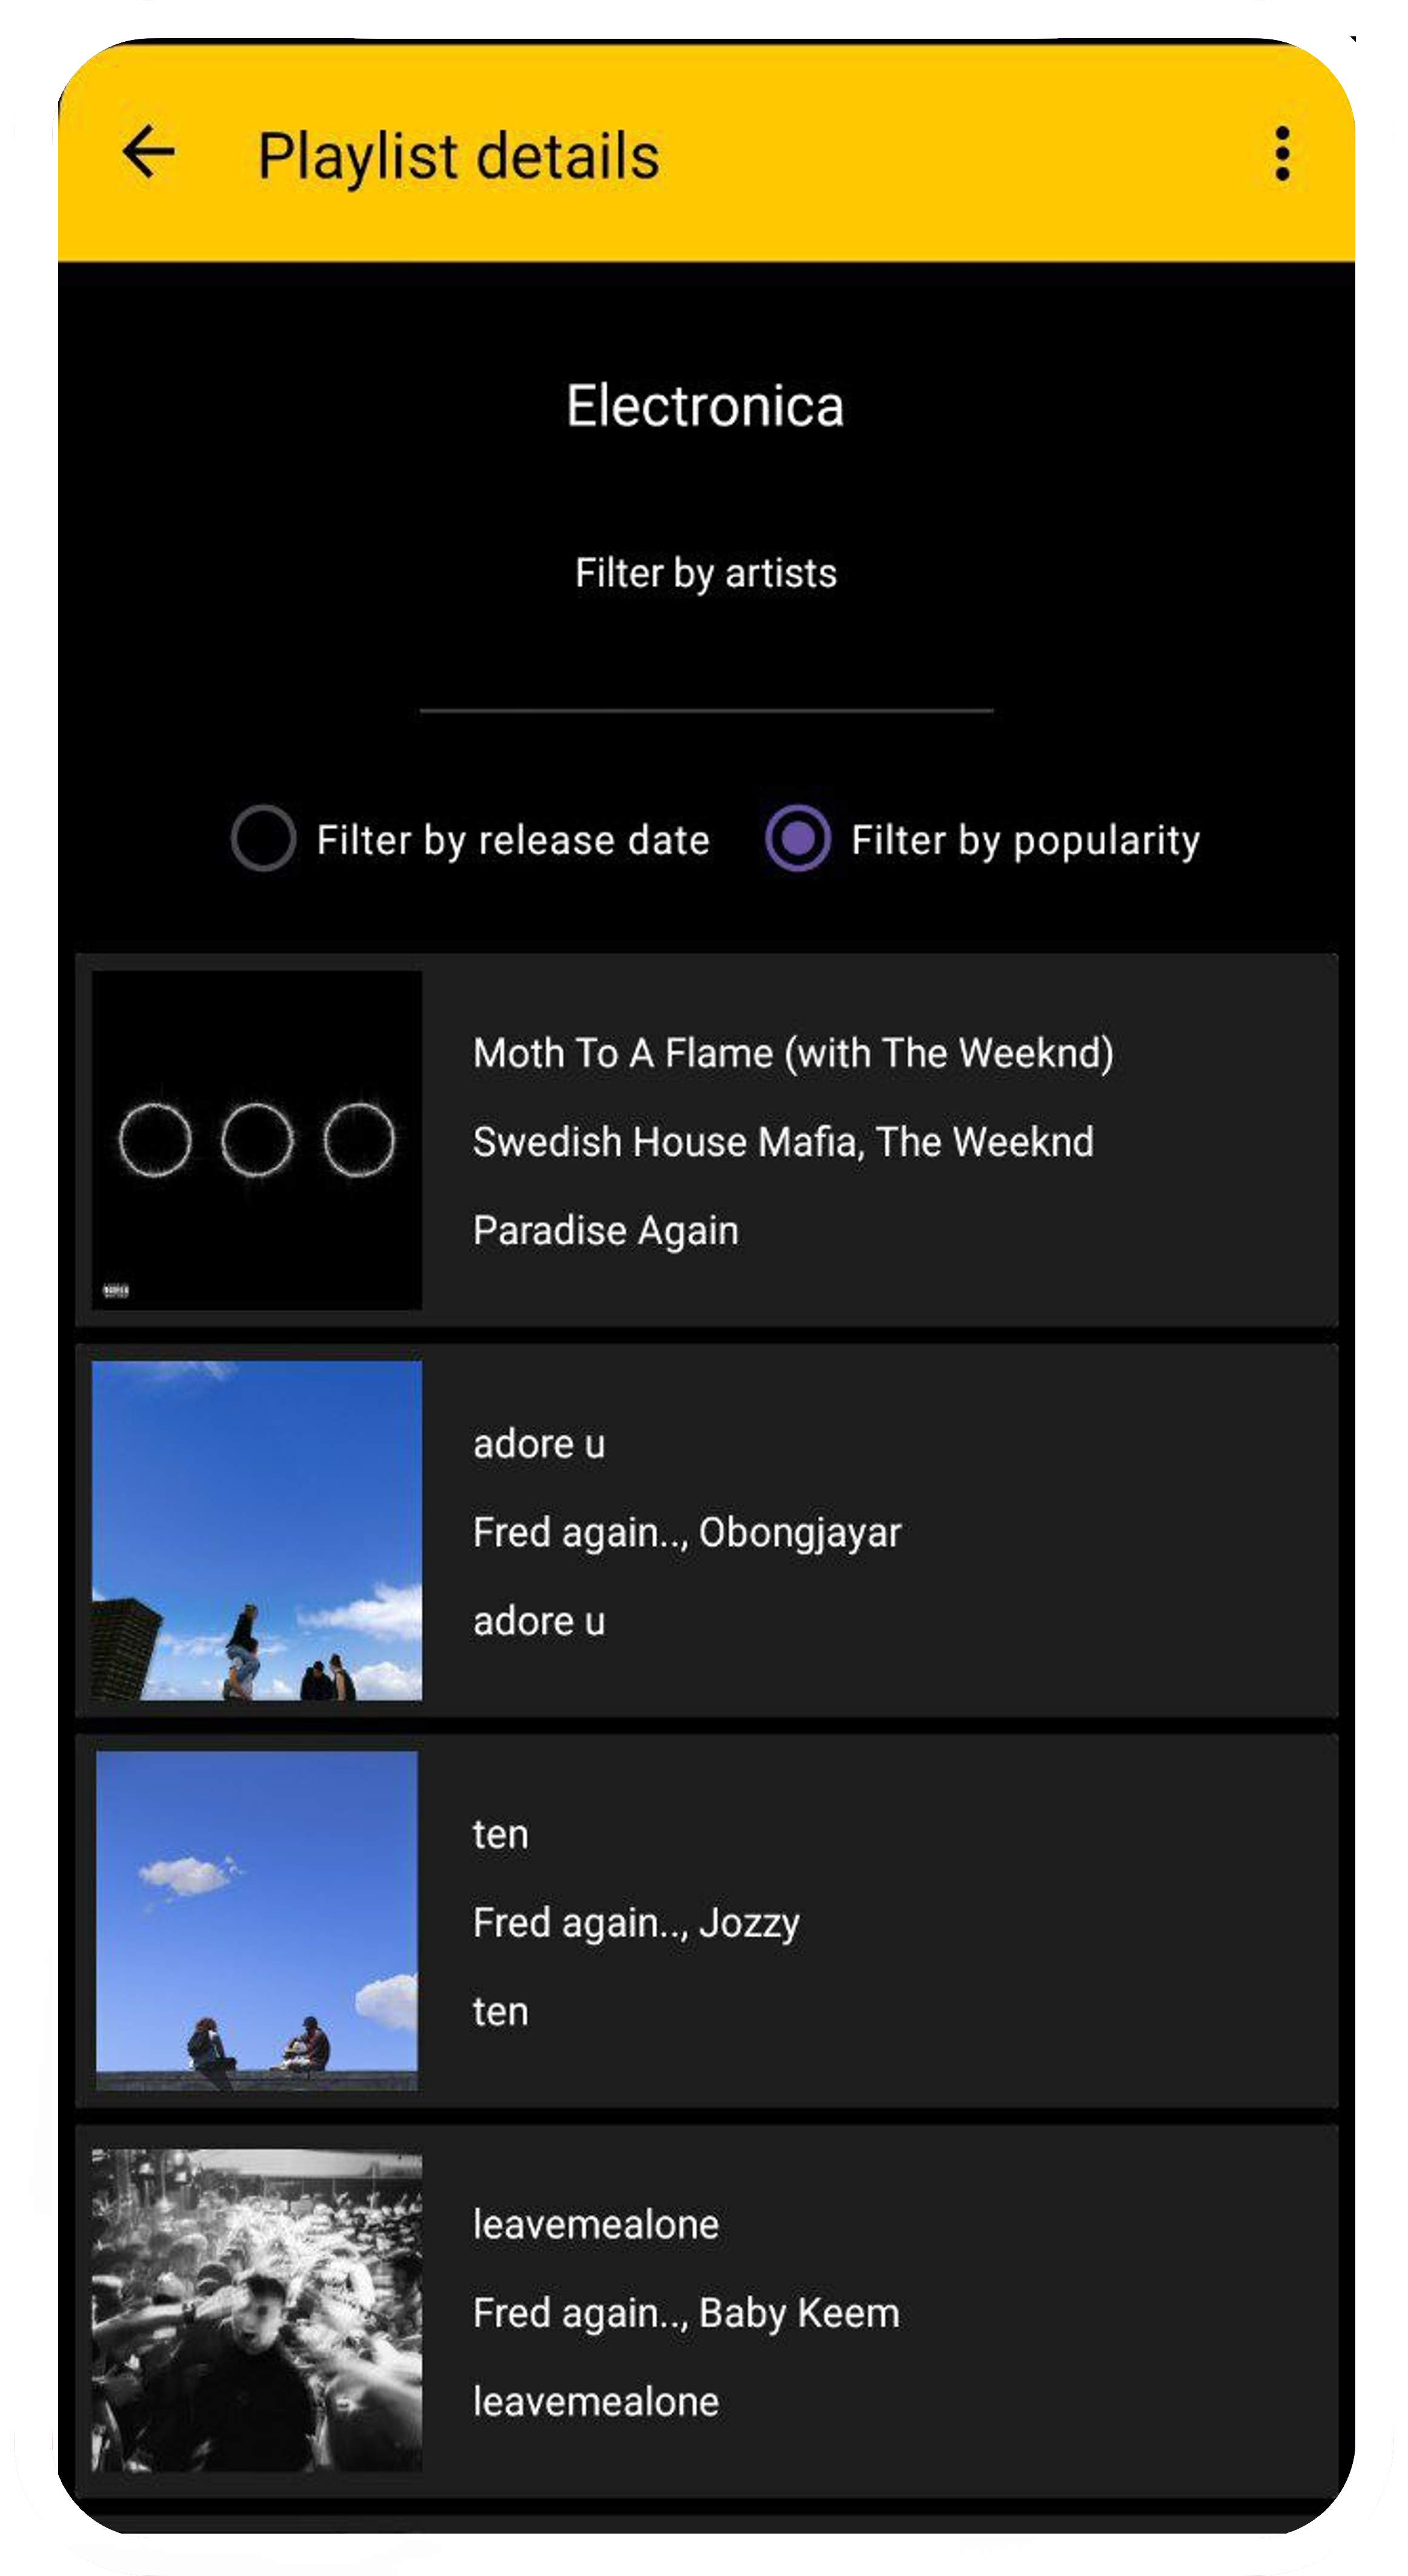 Playlist details
Electronica
Filter by artists
Filter by release date
Filter by popularity
Moth To A Flame (with The Weeknd)
Swedish House Mafia, The Weeknd
Paradise Again
adore u
Fred again.., Obongjayar
adore u
ten
Fred again.., Jozzy
ten
leavemealone
Fred again.., Baby Keem
leavemealone